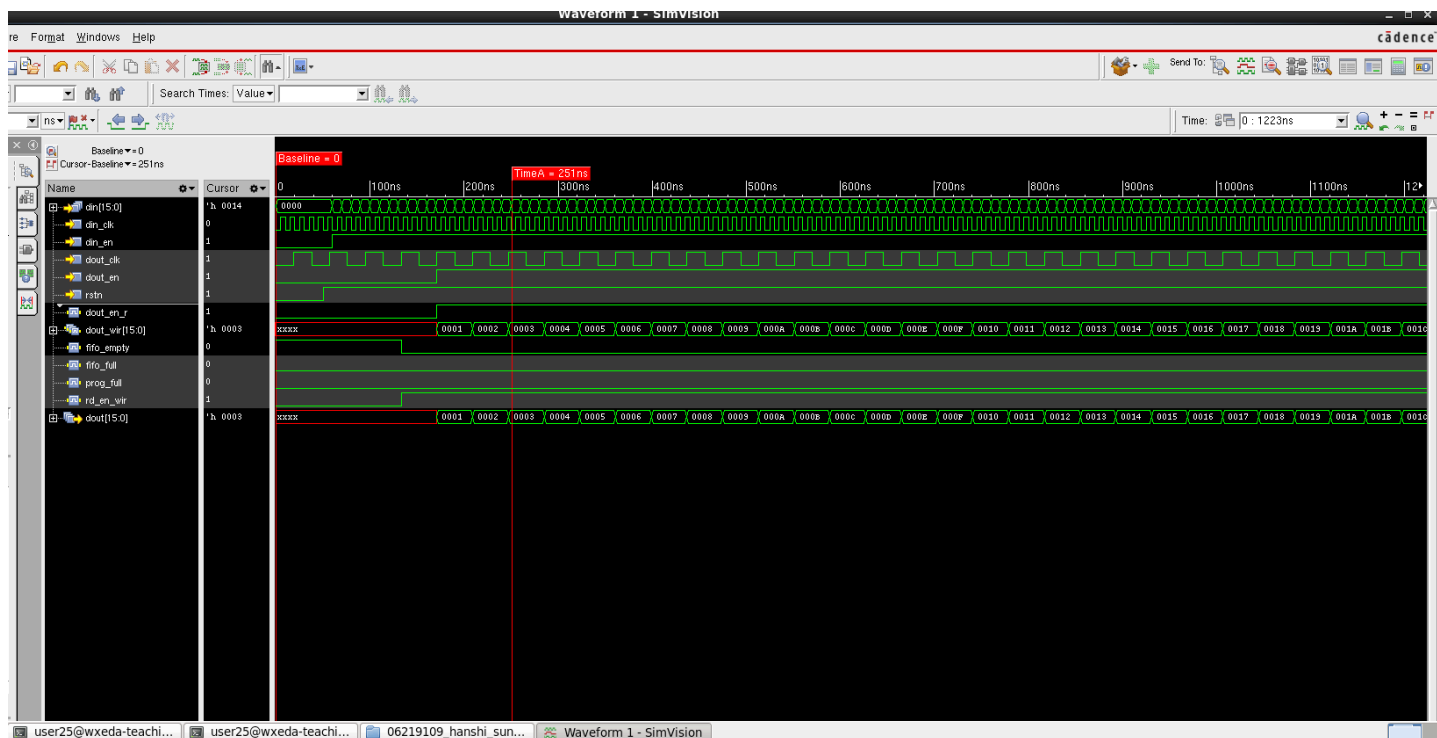 Waveform 1 - SimVision
re Format Windows Help
cādence
Search Times: Value
Send To:
ns
Time: 0 : 1223ns
Baseline = 0
Cursor-Baseline = 251ns
Baseline = 0
TimeA = 251ns
Name Cursor 0 100ns 200ns 300ns 400ns 500ns 600ns 700ns 800ns 900ns 1000ns 1100ns 12
din[15:0] 'h 0014 0000
din_clk 0
din_en 1
dout_clk 1
dout_en 1
rstn 1
dout_en_r 1
dout_wir[15:0] 'h 0003 xxxx 0001 0002 0003 0004 0005 0006 0007 0008 0009 000A 000B 000C 000D 000E 000F 0010 0011 0012 0013 0014 0015 0016 0017 0018 0019 001A 001B 001C
fifo_empty 0
fifo_full 0
prog_full 0
rd_en_wir 1
dout[15:0] 'h 0003 xxxx 0001 0002 0003 0004 0005 0006 0007 0008 0009 000A 000B 000C 000D 000E 000F 0010 0011 0012 0013 0014 0015 0016 0017 0018 0019 001A 001B 001C
user25@wxeda-teachi... user25@wxeda-teachi... 06219109_hanshi_sun... Waveform 1 - SimVision